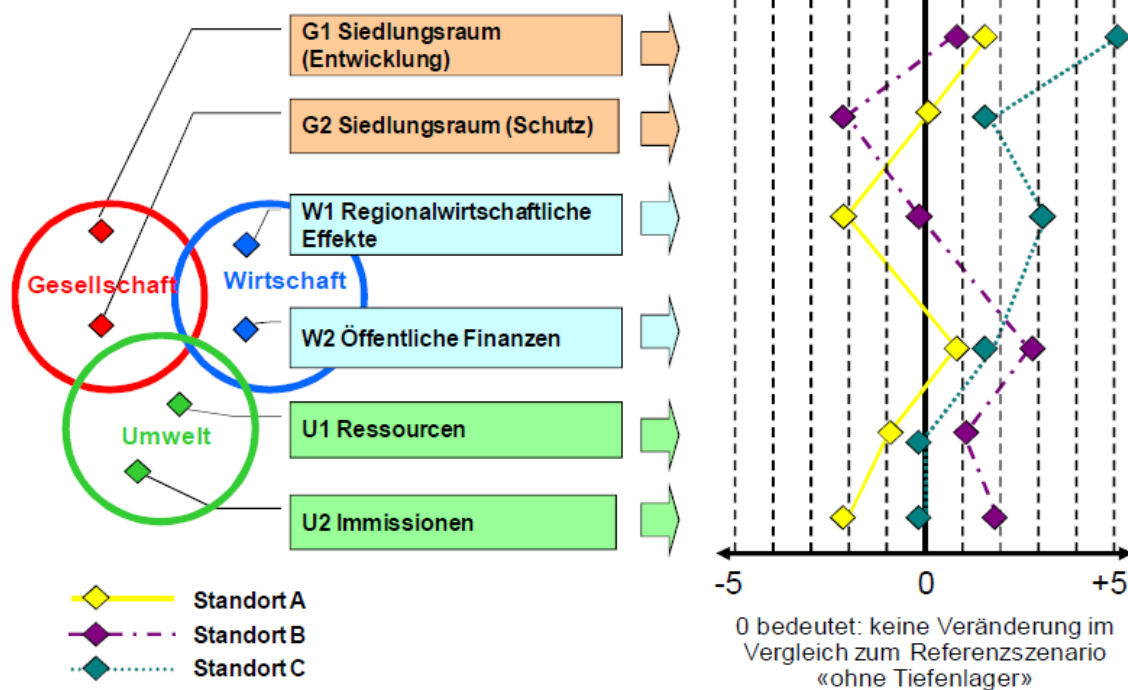 G1 Siedlungsraum
(Entwicklung)
G2 Siedlungsraum (Schutz)
W1 Regionalwirtschaftliche
Effekte
Gesellschaft
Wirtschaft
W2 Öffentliche Finanzen
Umwelt
U1 Ressourcen
U2 Immissionen
-5
0
+5
Standort A
Standort B
Standort C
0 bedeutet: keine Veränderung im
Vergleich zum Referenzszenario
«ohne Tiefenlager»